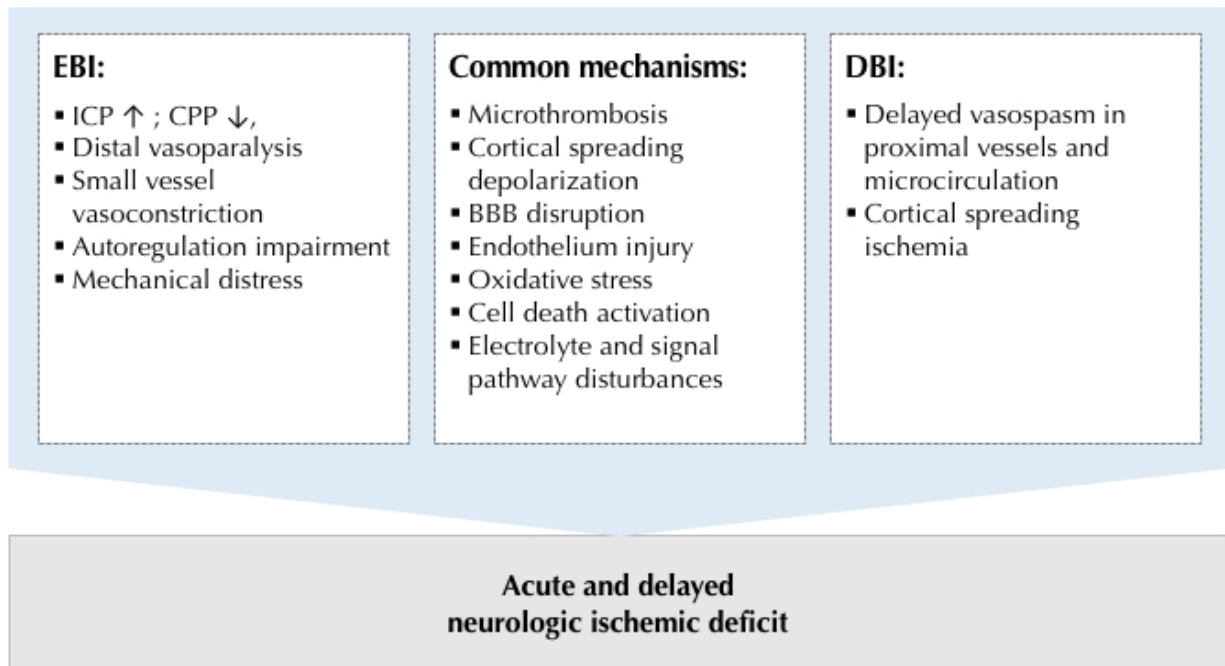 EBI:
▪ ICP ↑ ; CPP ↓,
▪ Distal vasoparalysis
▪ Small vessel
vasoconstriction
▪ Autoregulation impairment
▪ Mechanical distress
Common mechanisms:
▪ Microthrombosis
▪ Cortical spreading
depolarization
▪ BBB disruption
▪ Endothelium injury
▪ Oxidative stress
▪ Cell death activation
▪ Electrolyte and signal
pathway disturbances
DBI:
▪ Delayed vasospasm in
proximal vessels and
microcirculation
▪ Cortical spreading
ischemia
Acute and delayed
neurologic ischemic deficit